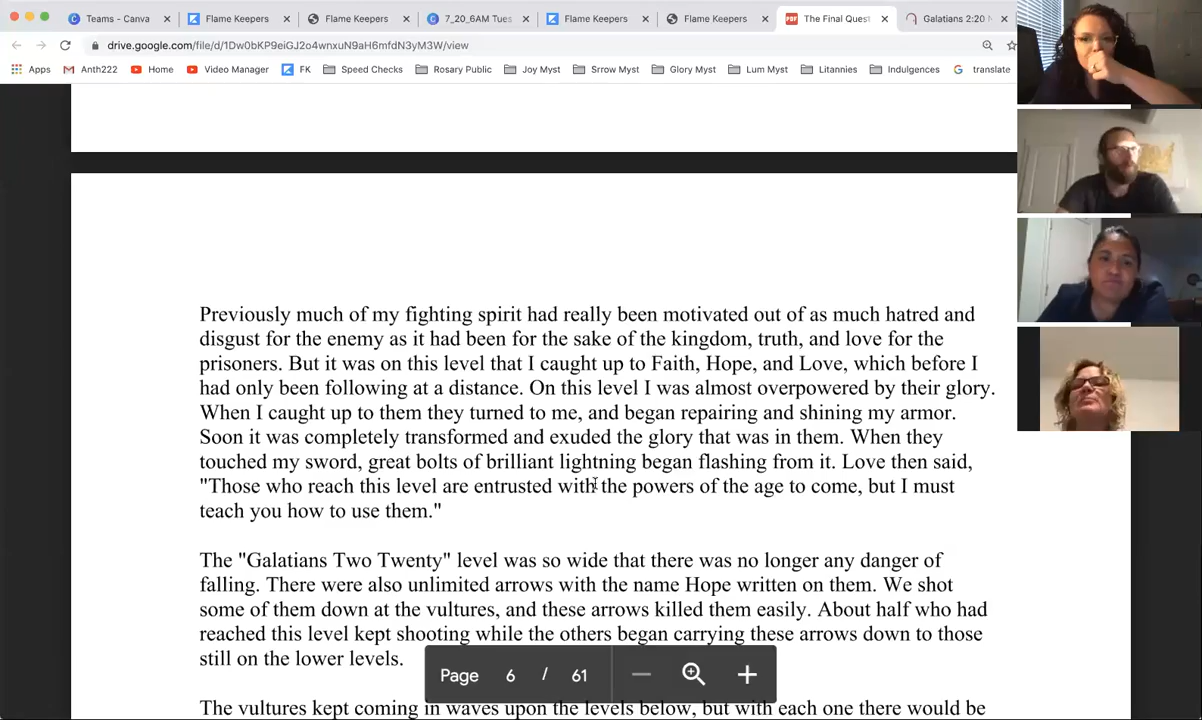 Teams - Canva
Flame Keepers
Flame Keepers
7_20_6AM Tues
Flame Keepers
Flame Keepers
The Final Quest
Galatians 2:20
drive.google.com/file/d/1Dw0bKP9eiGJ2o4wnxuN9aH6mfdN3yM3W/view
Apps
Anth222
Home
Video Manager
FK
Speed Checks
Rosary Public
Joy Myst
Srrow Myst
Glory Myst
Lum Myst
Litannies
Indulgences
translate
Previously much of my fighting spirit had really been motivated out of as much hatred and
disgust for the enemy as it had been for the sake of the kingdom, truth, and love for the
prisoners. But it was on this level that I caught up to Faith, Hope, and Love, which before I
had only been following at a distance. On this level I was almost overpowered by their glory.
When I caught up to them they turned to me, and began repairing and shining my armor.
Soon it was completely transformed and exuded the glory that was in them. When they
touched my sword, great bolts of brilliant lightning began flashing from it. Love then said,
"Those who reach this level are entrusted with the powers of the age to come, but I must
teach you how to use them."
The "Galatians Two Twenty" level was so wide that there was no longer any danger of
falling. There were also unlimited arrows with the name Hope written on them. We shot
some of them down at the vultures, and these arrows killed them easily. About half who had
reached this level kept shooting while the others began carrying these arrows down to those
still on the lower levels.
The vultures kept coming in waves upon the levels below, but with each one there would be
Page 6 / 61